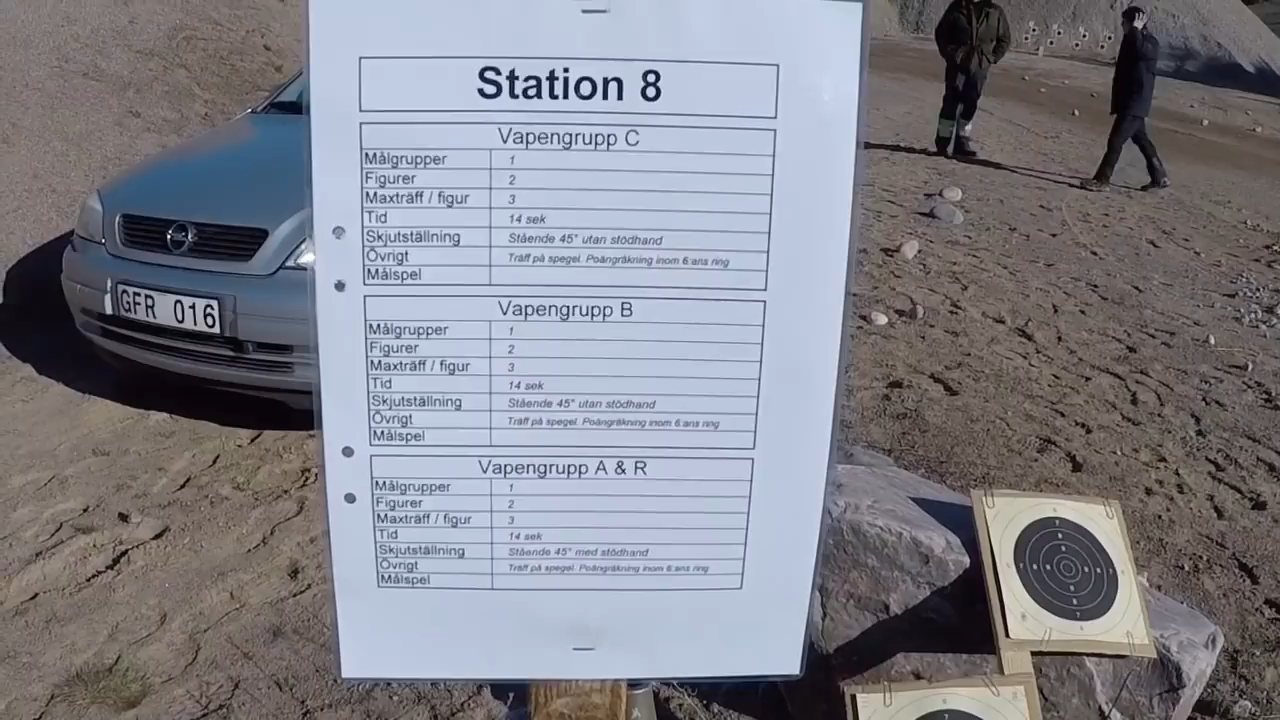 Station 8
Vapengrupp C
Målgrupper 1
Figurer 2
Maxträff / figur 3
Tid 14 sek
Skjutställning Stående 45° utan stödhand
Övrigt Träff på spegel. Poängräkning inom 6:ans ring
Målspel
Vapengrupp B
Målgrupper 1
Figurer 2
Maxträff / figur 3
Tid 14 sek
Skjutställning Stående 45° utan stödhand
Övrigt Träff på spegel. Poängräkning inom 6:ans ring
Målspel
Vapengrupp A & R
Målgrupper 1
Figurer 2
Maxträff / figur 3
Tid 14 sek
Skjutställning Stående 45° med stödhand
Övrigt Träff på spegel. Poängräkning inom 6:ans ring
Målspel
GFR 016